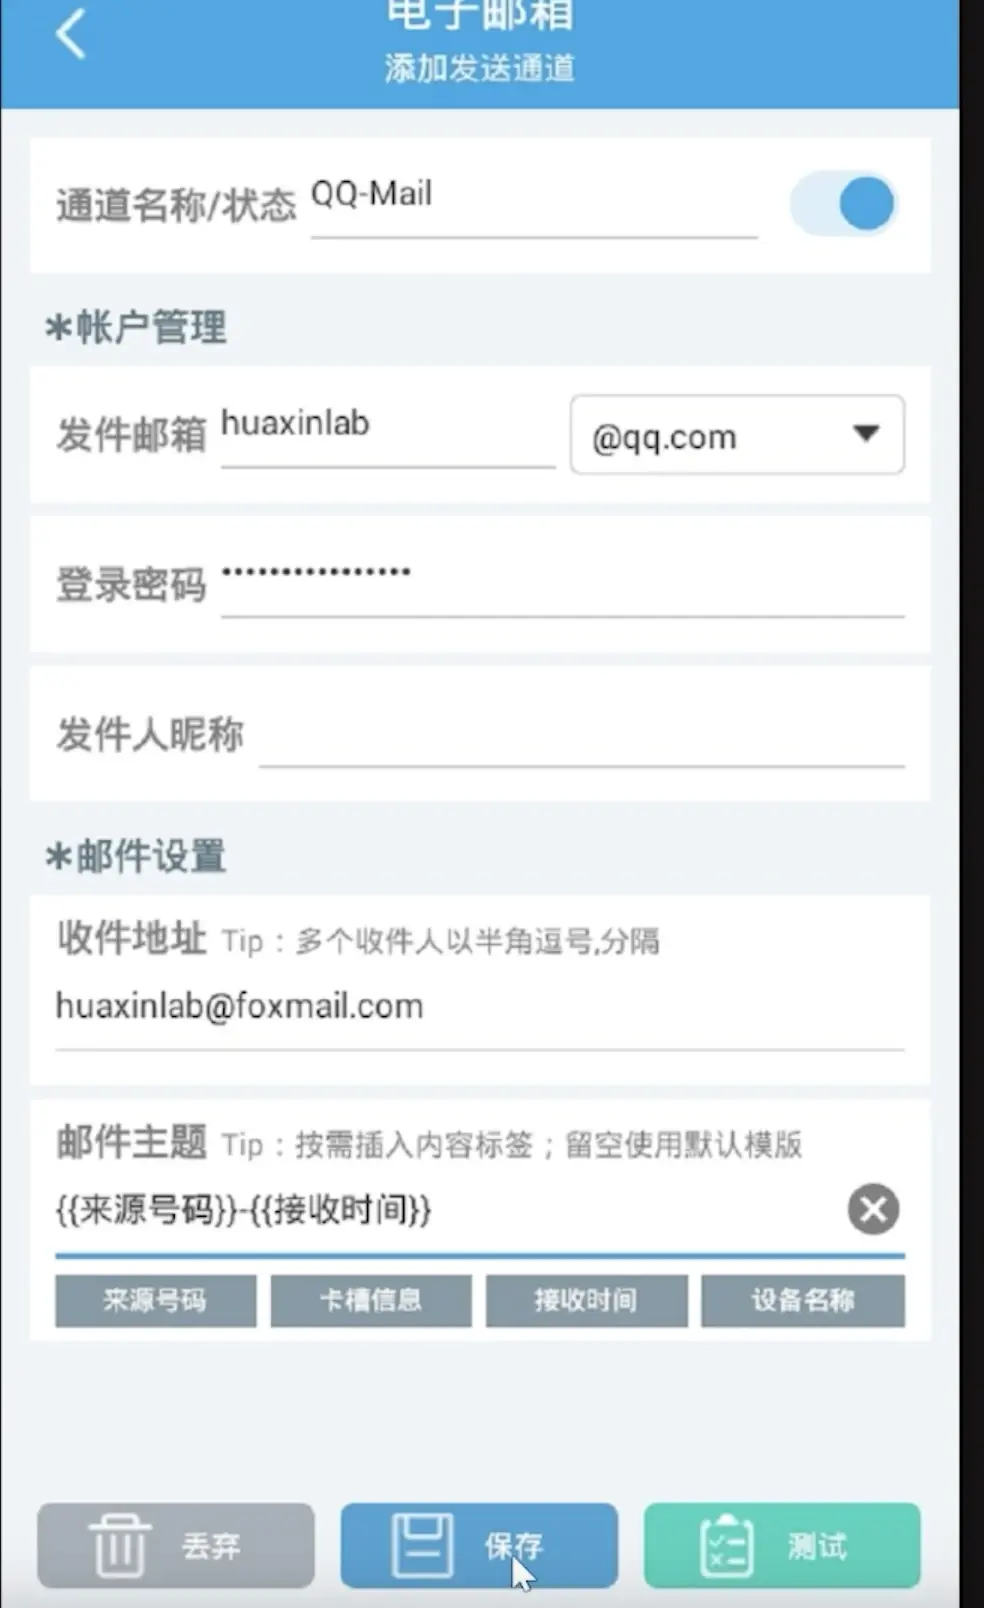 电子邮箱
添加发送通道
通道名称/状态 QQ-Mail
*帐户管理
发件邮箱 huaxinlab @qq.com
登录密码 ••••••••••••••••
发件人昵称
*邮件设置
收件地址 Tip：多个收件人以半角逗号,分隔
huaxinlab@foxmail.com
邮件主题 Tip：按需插入内容标签；留空使用默认模版
{{来源号码}}-{{接收时间}}
来源号码 卡槽信息 接收时间 设备名称
丢弃 保存 测试